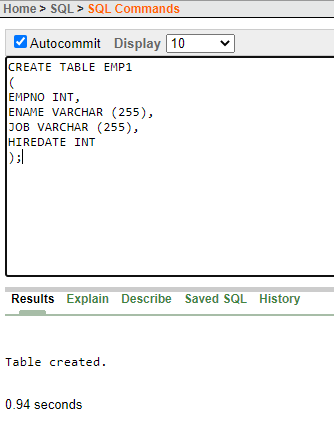 Home > SQL > SQL Commands
Autocommit Display 10
CREATE TABLE EMP1
(
EMPNO INT,
ENAME VARCHAR (255),
JOB VARCHAR (255),
HIREDATE INT
);
Results Explain Describe Saved SQL History
Table created.
0.94 seconds